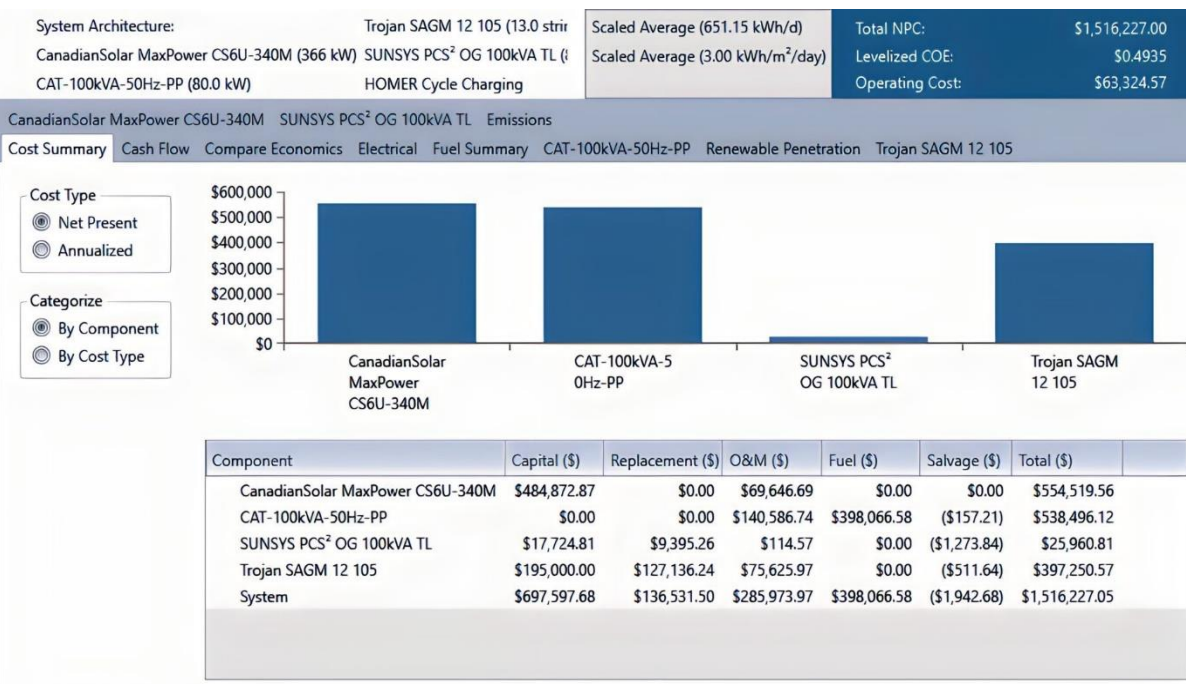 System Architecture:
CanadianSolar MaxPower CS6U-340M (366 kW)
CAT-100kVA-50Hz-PP (80.0 kW)
Trojan SAGM 12 105 (13.0 strin
SUNSYS PCS² OG 100kVA TL (
HOMER Cycle Charging
Scaled Average (651.15 kWh/d)
Scaled Average (3.00 kWh/m²/day)
Total NPC: $1,516,227.00
Levelized COE: $0.4935
Operating Cost: $63,324.57
CanadianSolar MaxPower CS6U-340M SUNSYS PCS² OG 100kVA TL Emissions
Cost Summary Cash Flow Compare Economics Electrical Fuel Summary CAT-100kVA-50Hz-PP Renewable Penetration Trojan SAGM 12 105
Cost Type
Net Present
Annualized
Categorize
By Component
By Cost Type
$600,000
$500,000
$400,000
$300,000
$200,000
$100,000
$0
CanadianSolar
MaxPower
CS6U-340M
CAT-100kVA-5
0Hz-PP
SUNSYS PCS²
OG 100kVA TL
Trojan SAGM
12 105
Component Capital ($) Replacement ($) O&M ($) Fuel ($) Salvage ($) Total ($)
CanadianSolar MaxPower CS6U-340M $484,872.87 $0.00 $69,646.69 $0.00 $0.00 $554,519.56
CAT-100kVA-50Hz-PP $0.00 $0.00 $140,586.74 $398,066.58 ($157.21) $538,496.12
SUNSYS PCS² OG 100kVA TL $17,724.81 $9,395.26 $114.57 $0.00 ($1,273.84) $25,960.81
Trojan SAGM 12 105 $195,000.00 $127,136.24 $75,625.97 $0.00 ($511.64) $397,250.57
System $697,597.68 $136,531.50 $285,973.97 $398,066.58 ($1,942.68) $1,516,227.05